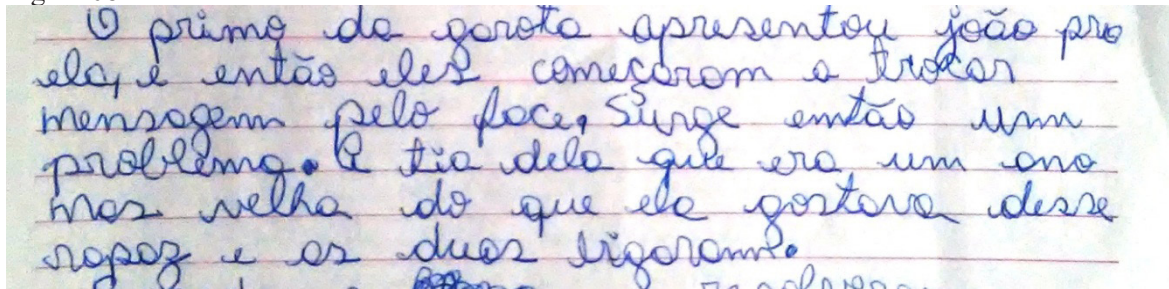 O primo da garota apresentou joão pra
ela, e então eles começaram a trocar
mensagem pelo face, Surge então um
problema. A tia dela que era um ano
mas velha do que ela gostava desse
rapaz e as duas brigaram.